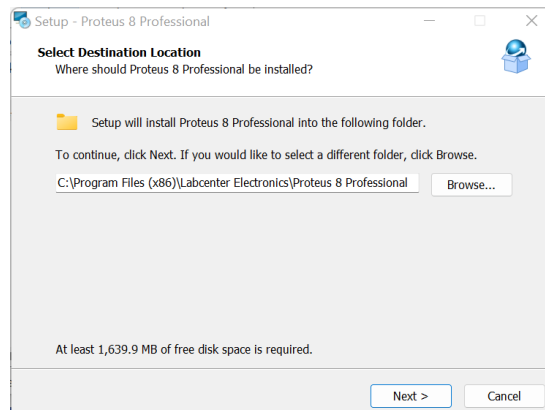 Setup - Proteus 8 Professional
Select Destination Location
Where should Proteus 8 Professional be installed?
Setup will install Proteus 8 Professional into the following folder.
To continue, click Next. If you would like to select a different folder, click Browse.
C:\Program Files (x86)\Labcenter Electronics\Proteus 8 Professional
Browse...
At least 1,639.9 MB of free disk space is required.
Next >
Cancel